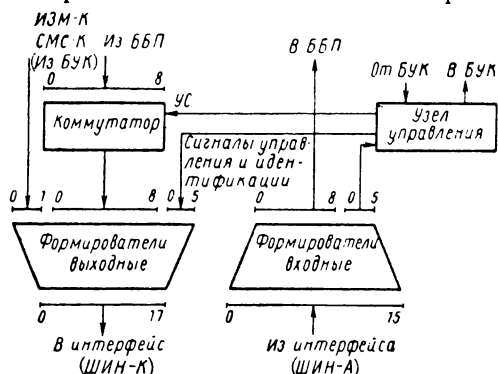 ИЗМ-К
СМС-К Из ББП
(Из БУК)
0 8
В ББП
От БУК В БУК
УС
Коммутатор
Узел
управления
Сигналы управ-
ления и иден-
тификации
0 1 0 8 0 5
0 8 0 5
Формирователи
выходные
Формирователи
входные
0 17
0 15
В интерфейс
(ШИН-К)
Из интерфейса
(ШИН-А)